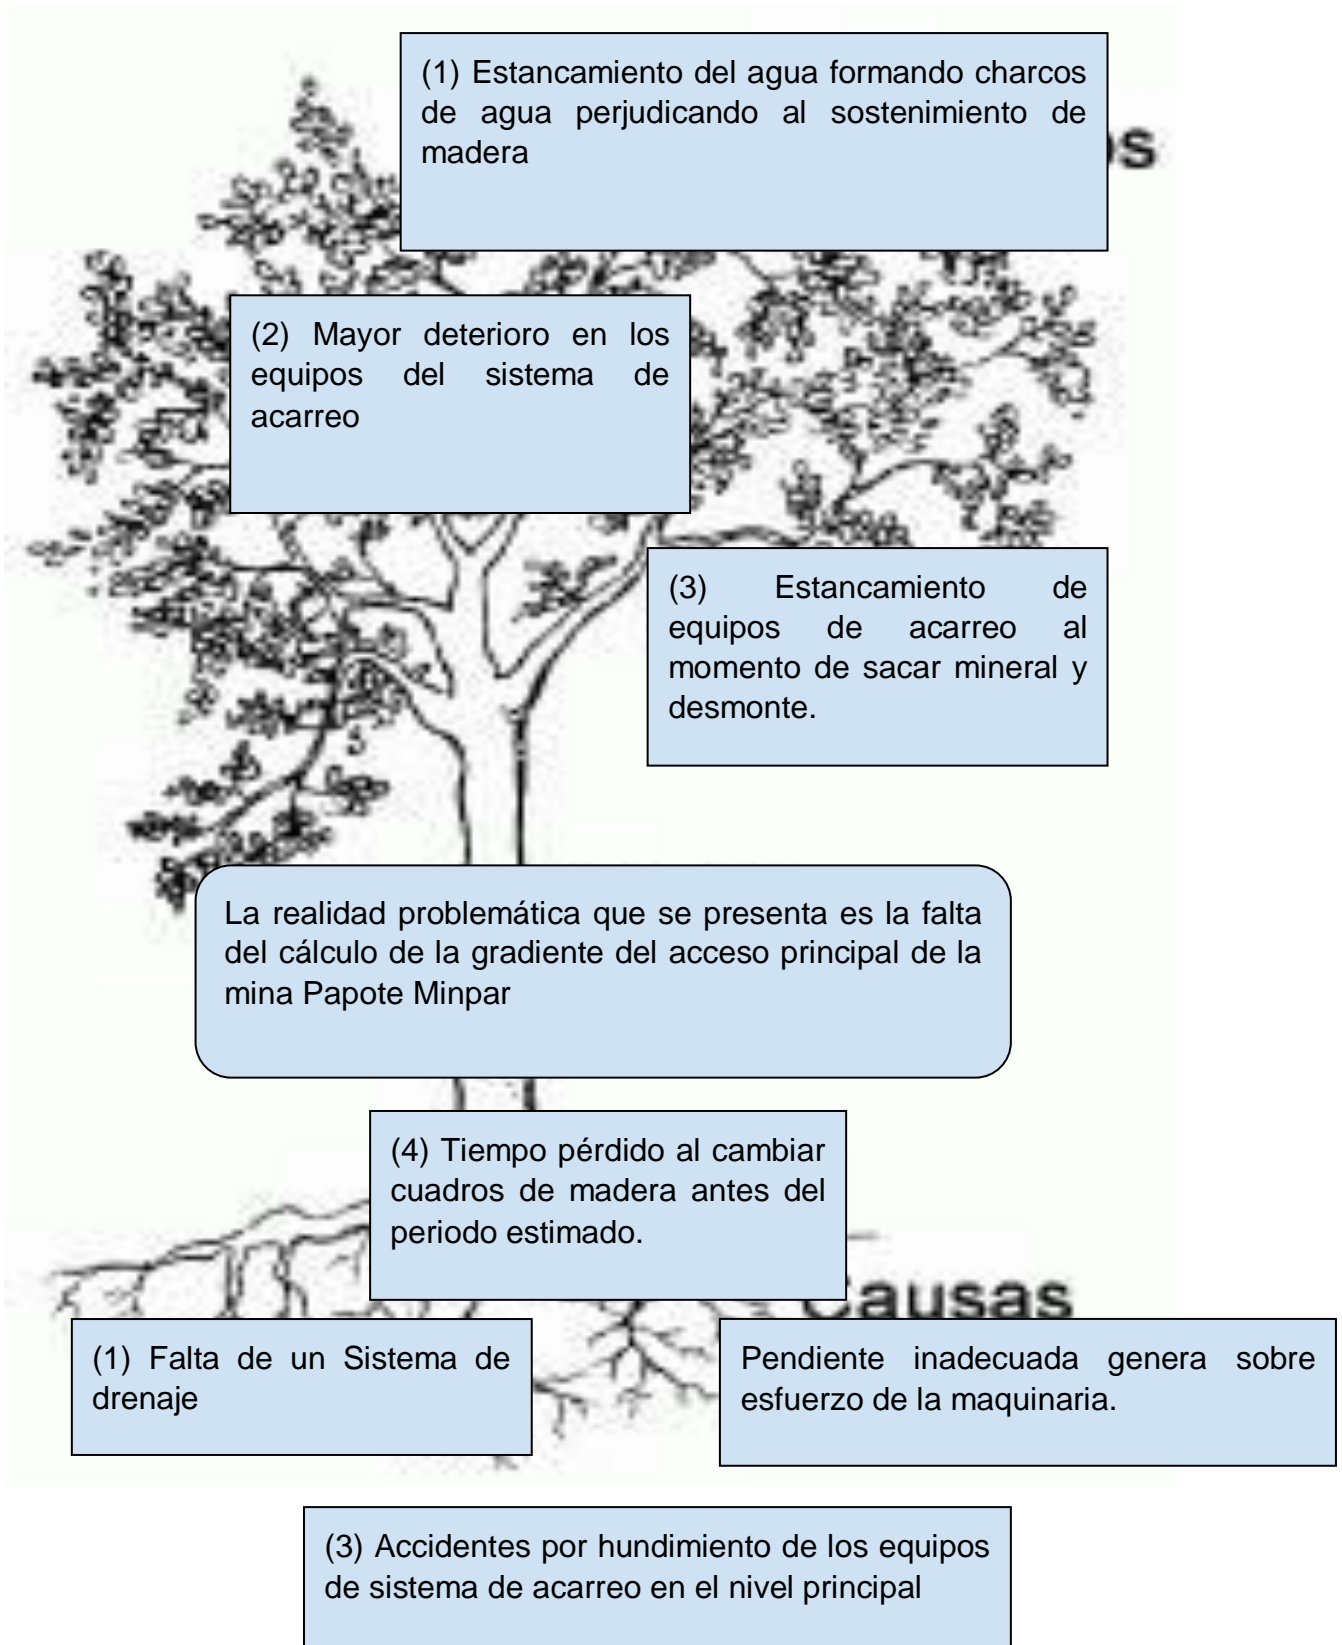 (1) Estancamiento del agua formando charcos
de agua perjudicando al sostenimiento de
madera
(2) Mayor deterioro en los
equipos del sistema de
acarreo
(3) Estancamiento de
equipos de acarreo al
momento de sacar mineral y
desmonte.
La realidad problemática que se presenta es la falta
del cálculo de la gradiente del acceso principal de la
mina Papote Minpar
(4) Tiempo pérdido al cambiar
cuadros de madera antes del
periodo estimado.
Causas
(1) Falta de un Sistema de
drenaje
Pendiente inadecuada genera sobre
esfuerzo de la maquinaria.
(3) Accidentes por hundimiento de los equipos
de sistema de acarreo en el nivel principal